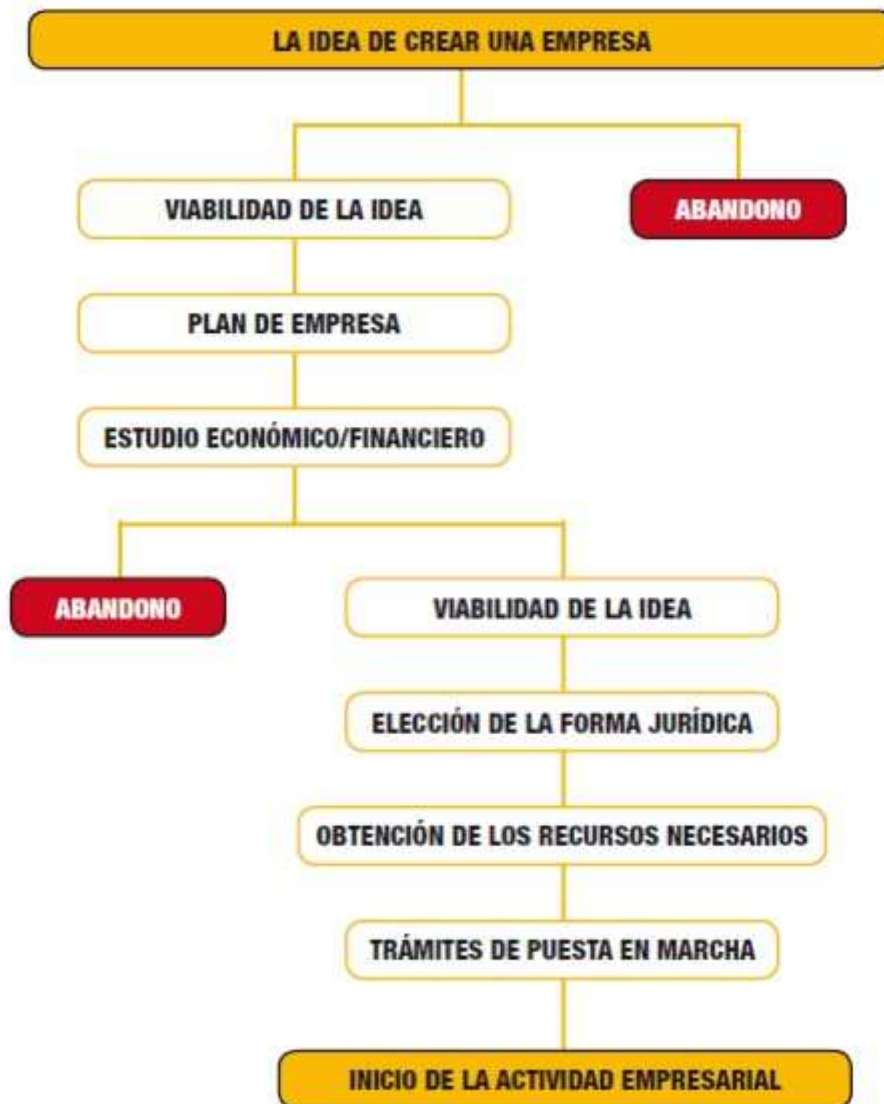 LA IDEA DE CREAR UNA EMPRESA
VIABILIDAD DE LA IDEA
ABANDONO
PLAN DE EMPRESA
ESTUDIO ECONÓMICO/FINANCIERO
ABANDONO
VIABILIDAD DE LA IDEA
ELECCIÓN DE LA FORMA JURÍDICA
OBTENCIÓN DE LOS RECURSOS NECESARIOS
TRÁMITES DE PUESTA EN MARCHA
INICIO DE LA ACTIVIDAD EMPRESARIAL